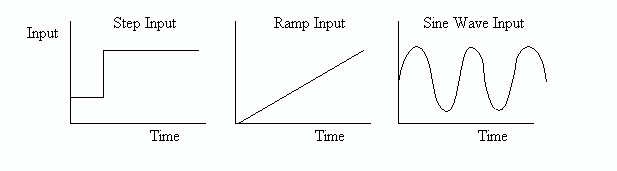 Step Input
Ramp Input
Sine Wave Input
Input
Time
Time
Time